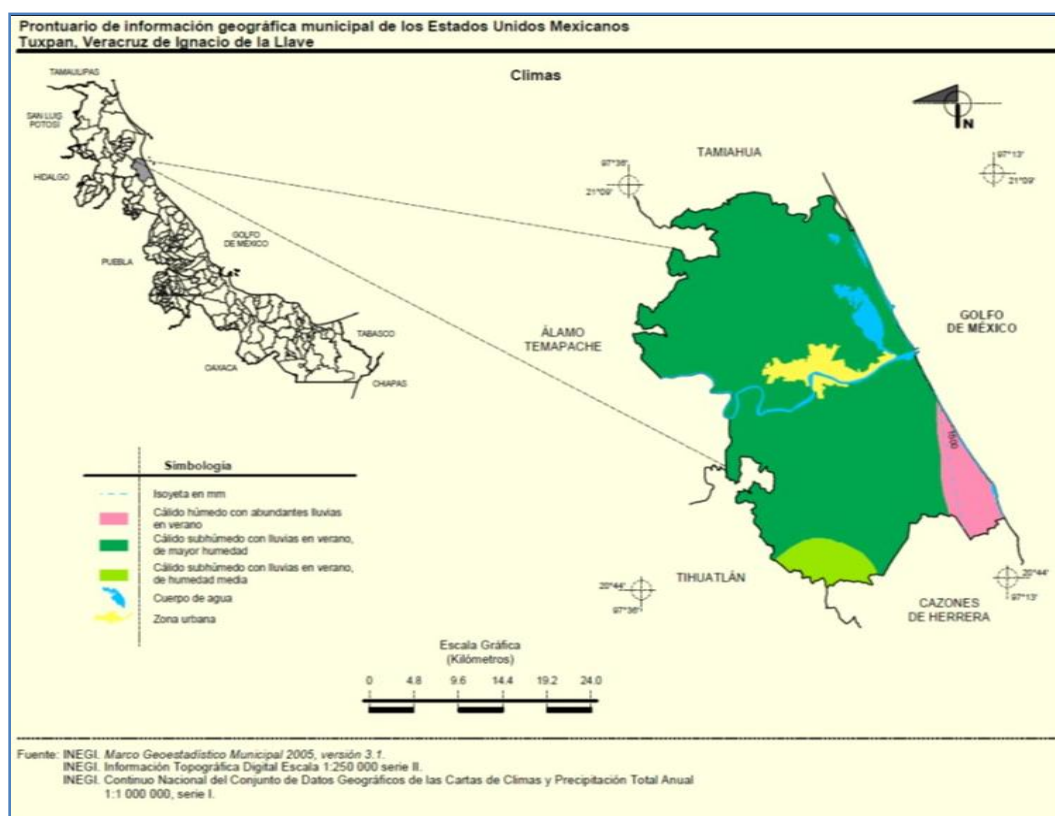 Prontuario de información geográfica municipal de los Estados Unidos Mexicanos
Tuxpan, Veracruz de Ignacio de la Llave
Climas
TAMAULIPAS
SAN LUIS
POTOSÍ
HIDALGO
GOLFO
DE MÉXICO
PUEBLA
TABASCO
OAXACA
CHIAPAS
N
TAMIAHUA
97°36'
21°09'
97°13'
21°09'
ÁLAMO
TEMAPACHE
GOLFO
DE MÉXICO
1500
TIHUATLÁN
20°44'
97°36'
20°44'
97°13'
CAZONES
DE HERRERA
Simbología
Isoyeta en mm
Cálido húmedo con abundantes lluvias
en verano
Cálido subhúmedo con lluvias en verano,
de mayor humedad
Cálido subhúmedo con lluvias en verano,
de humedad media
Cuerpo de agua
Zona urbana
Escala Gráfica
(Kilómetros)
0 4.8 9.6 14.4 19.2 24.0
Fuente: INEGI. Marco Geoestadístico Municipal 2005, versión 3.1.
INEGI. Información Topográfica Digital Escala 1:250 000 serie II.
INEGI. Continuo Nacional del Conjunto de Datos Geográficos de las Cartas de Climas y Precipitación Total Anual
1:1 000 000, serie I.